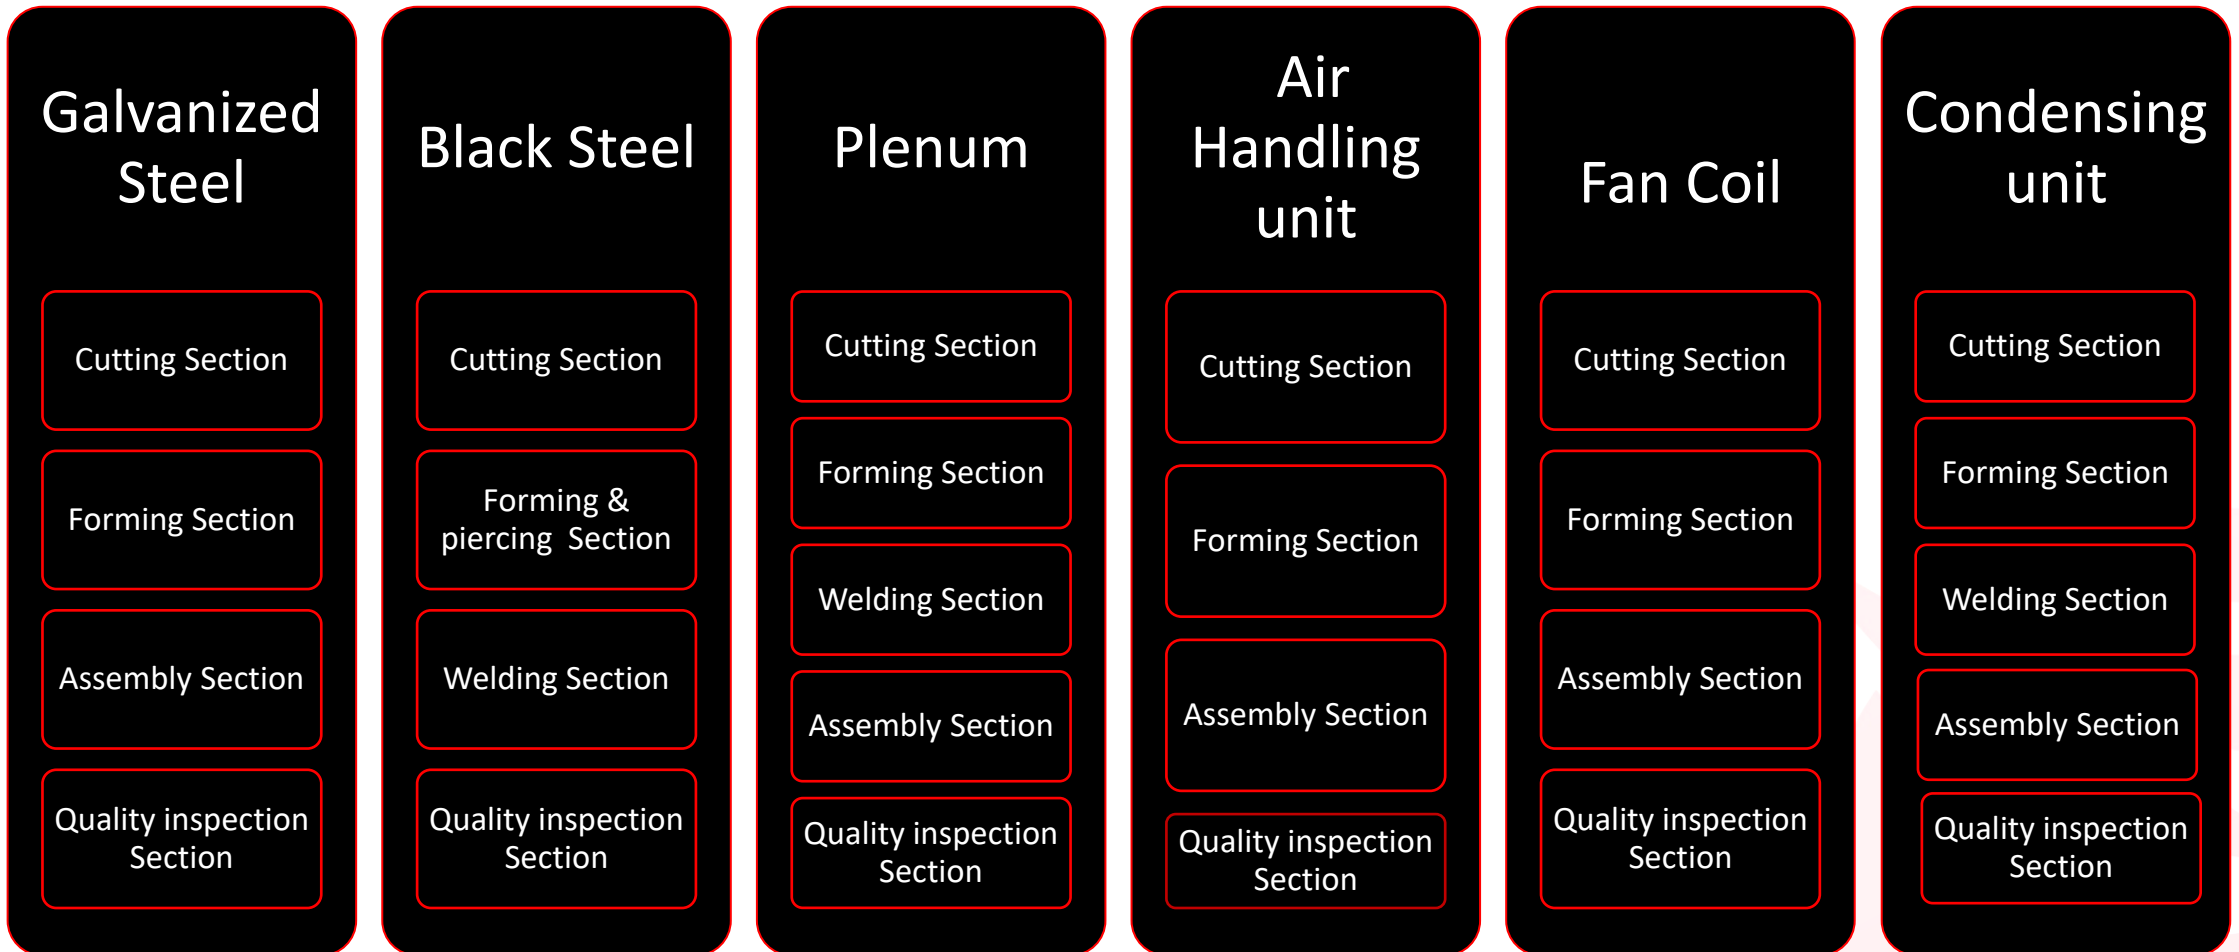 Galvanized
Steel
Cutting Section
Forming Section
Assembly Section
Quality inspection
Section
Black Steel
Cutting Section
Forming &
piercing  Section
Welding Section
Quality inspection
Section
Plenum
Cutting Section
Forming Section
Welding Section
Assembly Section
Quality inspection
Section
Air
Handling
unit
Cutting Section
Forming Section
Assembly Section
Quality inspection
Section
Fan Coil
Cutting Section
Forming Section
Assembly Section
Quality inspection
Section
Condensing
unit
Cutting Section
Forming Section
Welding Section
Assembly Section
Quality inspection
Section